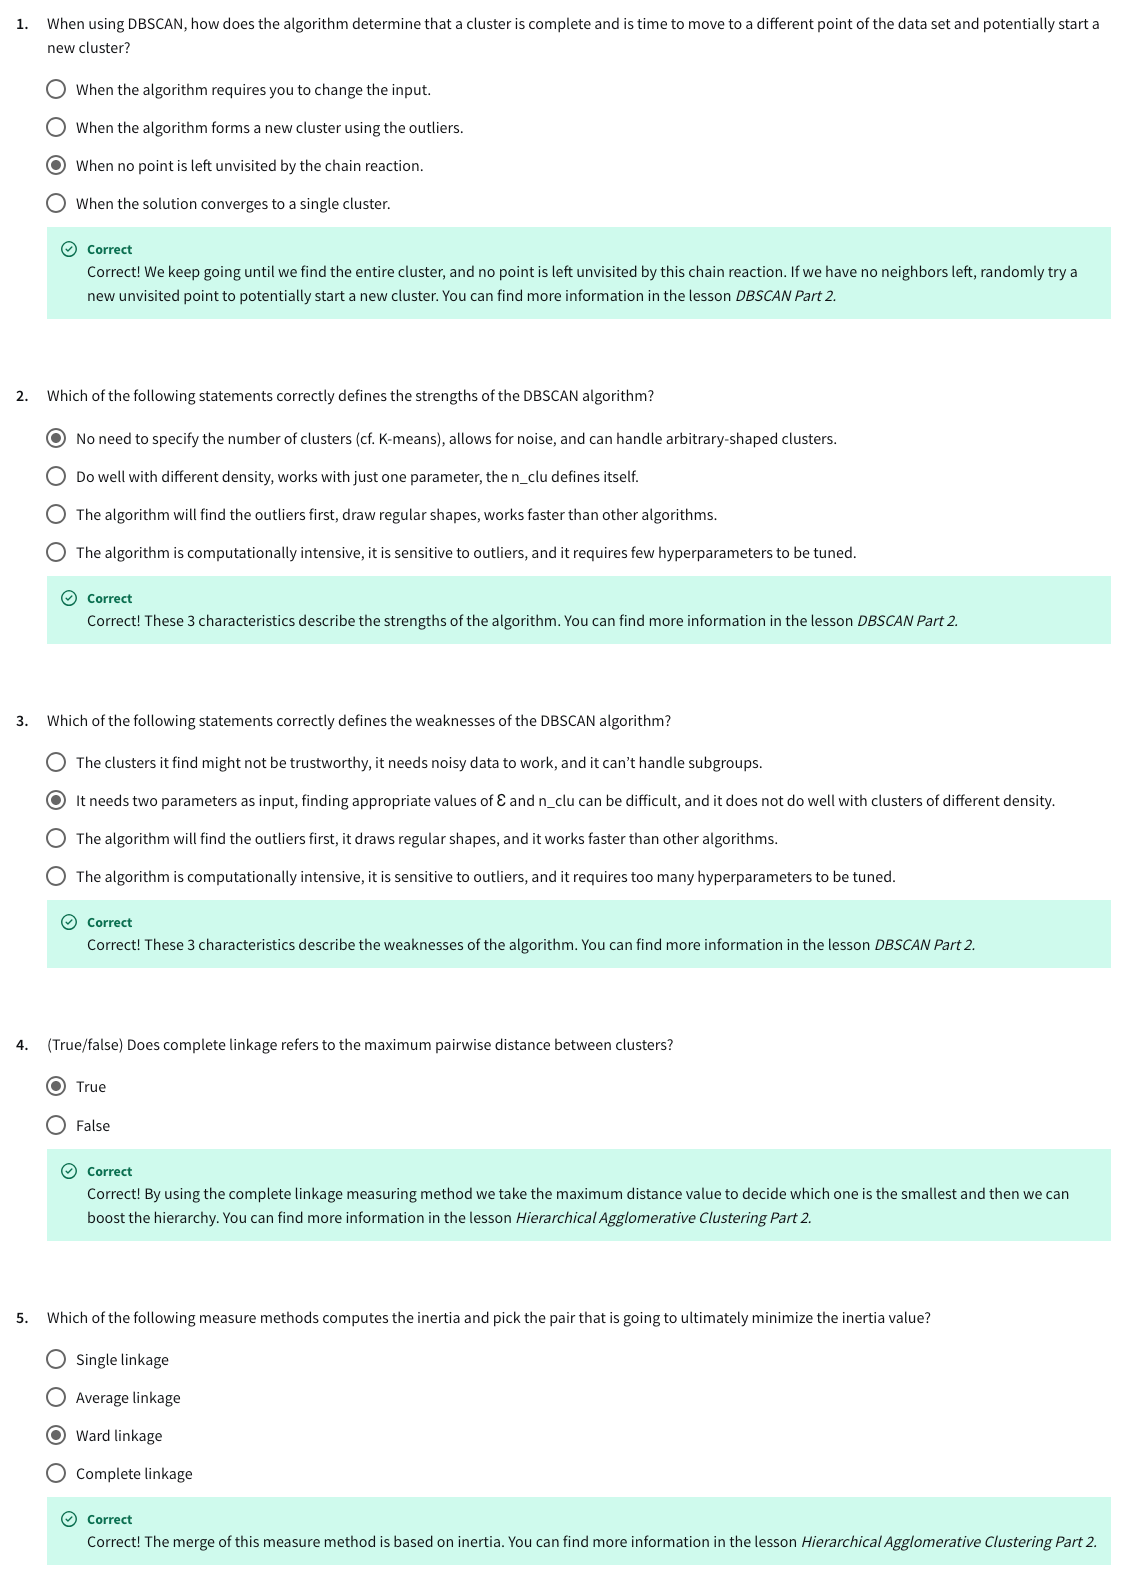 1. When using DBSCAN, how does the algorithm determine that a cluster is complete and is time to move to a different point of the data set and potentially start a
new cluster?
When the algorithm requires you to change the input.
When the algorithm forms a new cluster using the outliers.
When no point is left unvisited by the chain reaction.
When the solution converges to a single cluster.
Correct
Correct! We keep going until we find the entire cluster, and no point is left unvisited by this chain reaction. If we have no neighbors left, randomly try a
new unvisited point to potentially start a new cluster. You can find more information in the lesson DBSCAN Part 2.
2. Which of the following statements correctly defines the strengths of the DBSCAN algorithm?
No need to specify the number of clusters (cf. K-means), allows for noise, and can handle arbitrary-shaped clusters.
Do well with different density, works with just one parameter, the n_clu defines itself.
The algorithm will find the outliers first, draw regular shapes, works faster than other algorithms.
The algorithm is computationally intensive, it is sensitive to outliers, and it requires few hyperparameters to be tuned.
Correct
Correct! These 3 characteristics describe the strengths of the algorithm. You can find more information in the lesson DBSCAN Part 2.
3. Which of the following statements correctly defines the weaknesses of the DBSCAN algorithm?
The clusters it find might not be trustworthy, it needs noisy data to work, and it can’t handle subgroups.
It needs two parameters as input, finding appropriate values of Ɛ and n_clu can be difficult, and it does not do well with clusters of different density.
The algorithm will find the outliers first, it draws regular shapes, and it works faster than other algorithms.
The algorithm is computationally intensive, it is sensitive to outliers, and it requires too many hyperparameters to be tuned.
Correct
Correct! These 3 characteristics describe the weaknesses of the algorithm. You can find more information in the lesson DBSCAN Part 2.
4. (True/false) Does complete linkage refers to the maximum pairwise distance between clusters?
True
False
Correct
Correct! By using the complete linkage measuring method we take the maximum distance value to decide which one is the smallest and then we can
boost the hierarchy. You can find more information in the lesson Hierarchical Agglomerative Clustering Part 2.
5. Which of the following measure methods computes the inertia and pick the pair that is going to ultimately minimize the inertia value?
Single linkage
Average linkage
Ward linkage
Complete linkage
Correct
Correct! The merge of this measure method is based on inertia. You can find more information in the lesson Hierarchical Agglomerative Clustering Part 2.